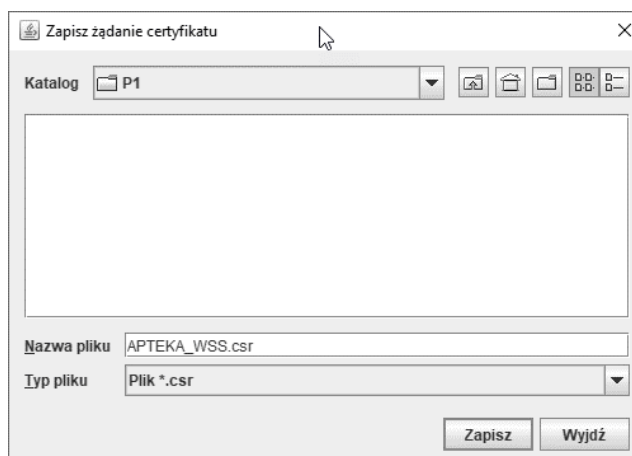 Zapisz żądanie certyfikatu
Katalog P1
Nazwa pliku APTEKA_WSS.csr
Typ pliku Plik *.csr
Zapisz Wyjdź